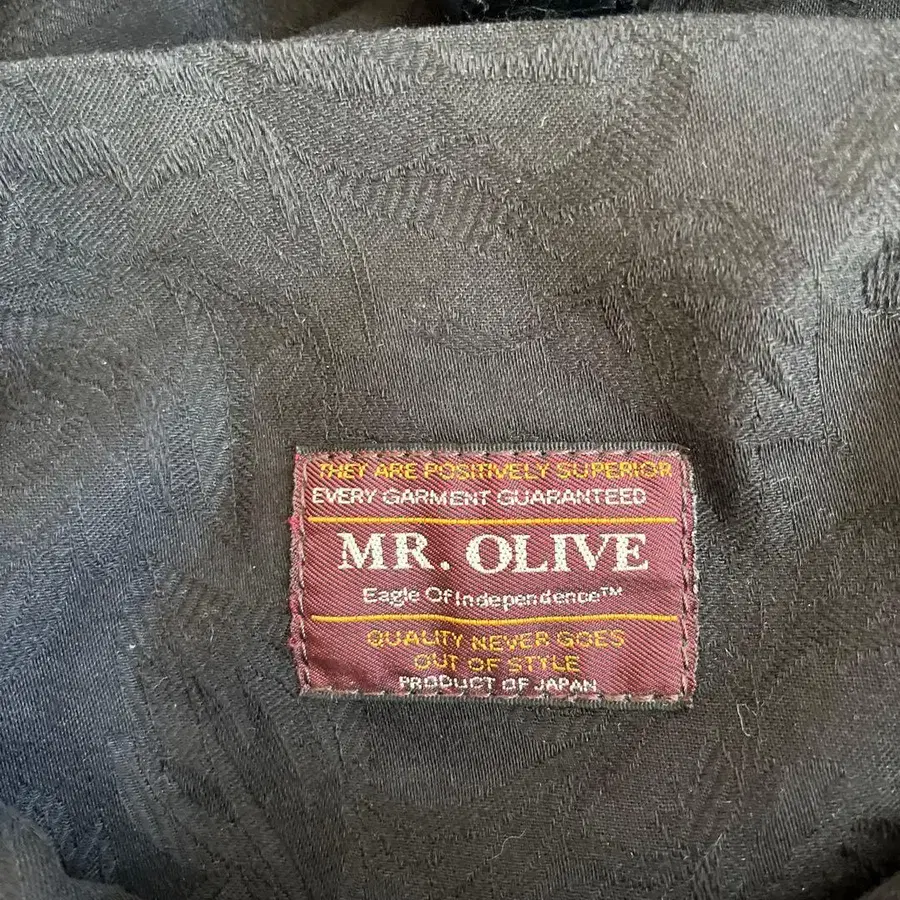 THEY ARE POSITIVELY SUPERIOR
EVERY GARMENT GUARANTEED
MR. OLIVE
Eagle Of Independence™
QUALITY NEVER GOES
OUT OF STYLE
PRODUCT OF JAPAN